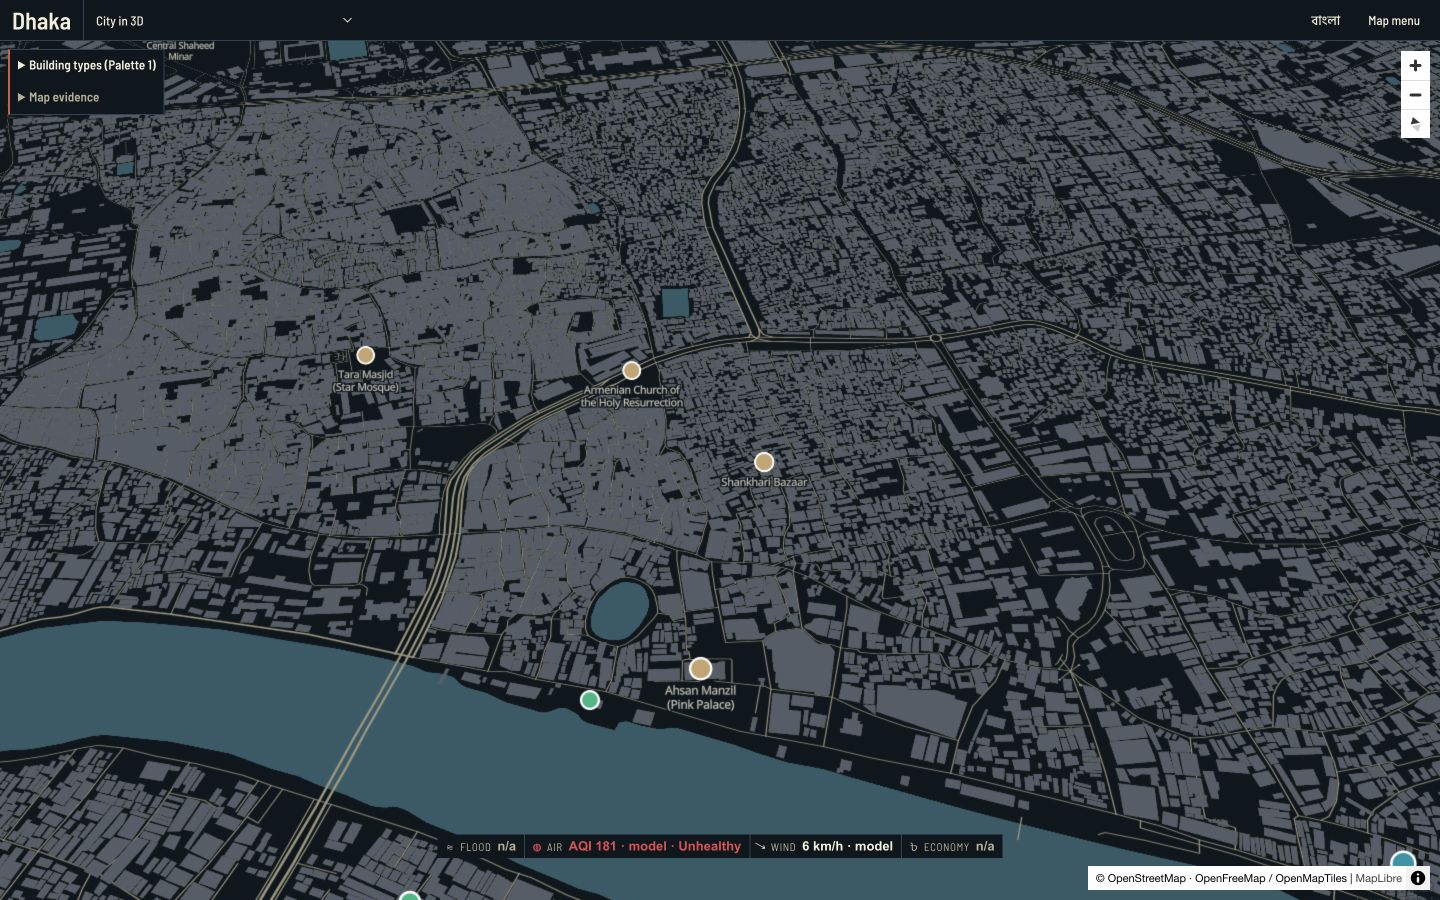 Dhaka
City in 3D
বাংলা
Map menu
Central Shaheed
Minar
Building types (Palette 1)
Map evidence
Tara Masjid
(Star Mosque)
Armenian Church of
the Holy Resurrection
Shankhari Bazaar
Ahsan Manzil
(Pink Palace)
≈ FLOOD n/a
AIR AQI 181 · model · Unhealthy
WIND 6 km/h · model
ECONOMY n/a
© OpenStreetMap · OpenFreeMap / OpenMapTiles | MapLibre